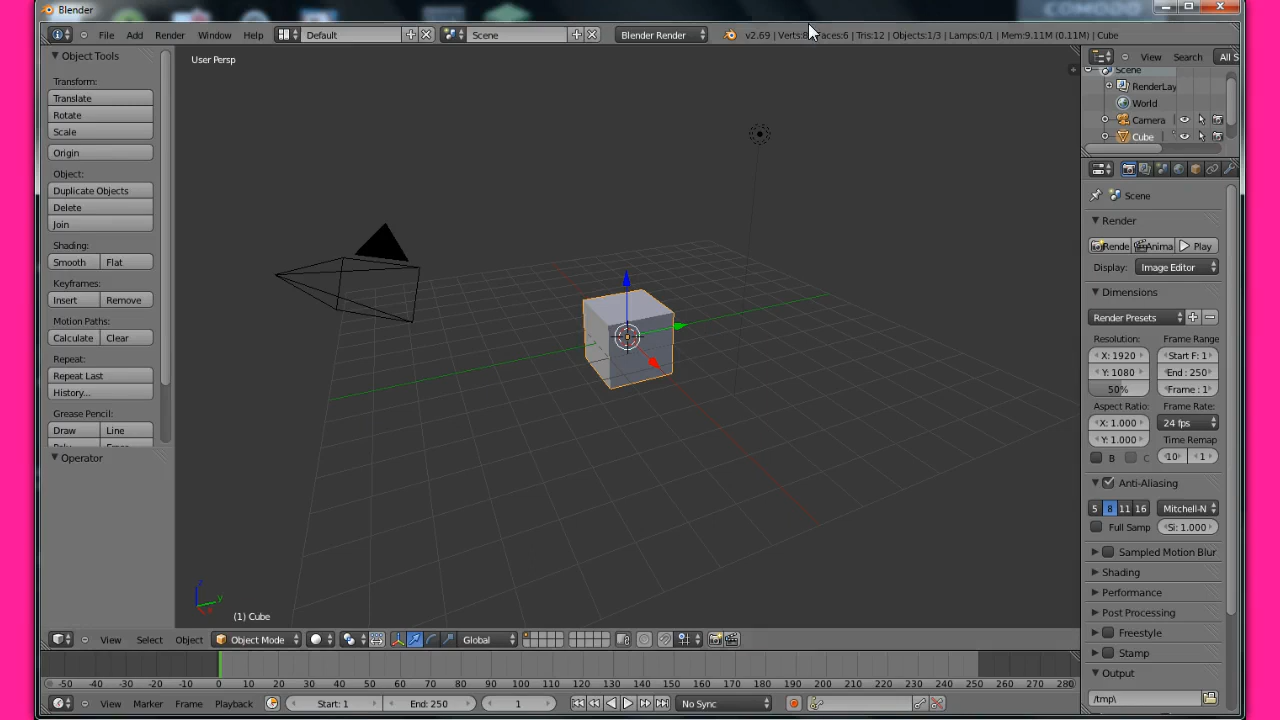 Blender
COMODO
File Add Render Window Help Default Scene Blender Render v2.69 | Verts:8 Faces:6 | Tris:12 | Objects:1/3 | Lamps:0/1 | Mem:9.11M (0.11M) | Cube
Object Tools
Transform:
Translate
Rotate
Scale
Origin
Object:
Duplicate Objects
Delete
Join
Shading:
Smooth Flat
Keyframes:
Insert Remove
Motion Paths:
Calculate Clear
Repeat:
Repeat Last
History...
Grease Pencil:
Draw Line
Operator
User Persp
z
y
x
(1) Cube
View Search All S
Scene
RenderLay
World
Camera
Cube
Scene
Render
Rende Anima Play
Display: Image Editor
Dimensions
Render Presets
Resolution: Frame Range
X: 1920 Start F: 1
Y: 1080 End : 250
50% Frame : 1
Aspect Ratio: Frame Rate:
X: 1.000 24 fps
Y: 1.000 Time Remap
B C 10 1
Anti-Aliasing
5 8 11 16 Mitchell-N
Full Samp Si: 1.000
Sampled Motion Blur
Shading
Performance
Post Processing
Freestyle
Stamp
Output
/tmp\
View Select Object Object Mode Global
-50 -40 -30 -20 -10 0 10 20 30 40 50 60 70 80 90 100 110 120 130 140 150 160 170 180 190 200 210 220 230 240 250 260 270 280
View Marker Frame Playback Start: 1 End: 250 1 No Sync